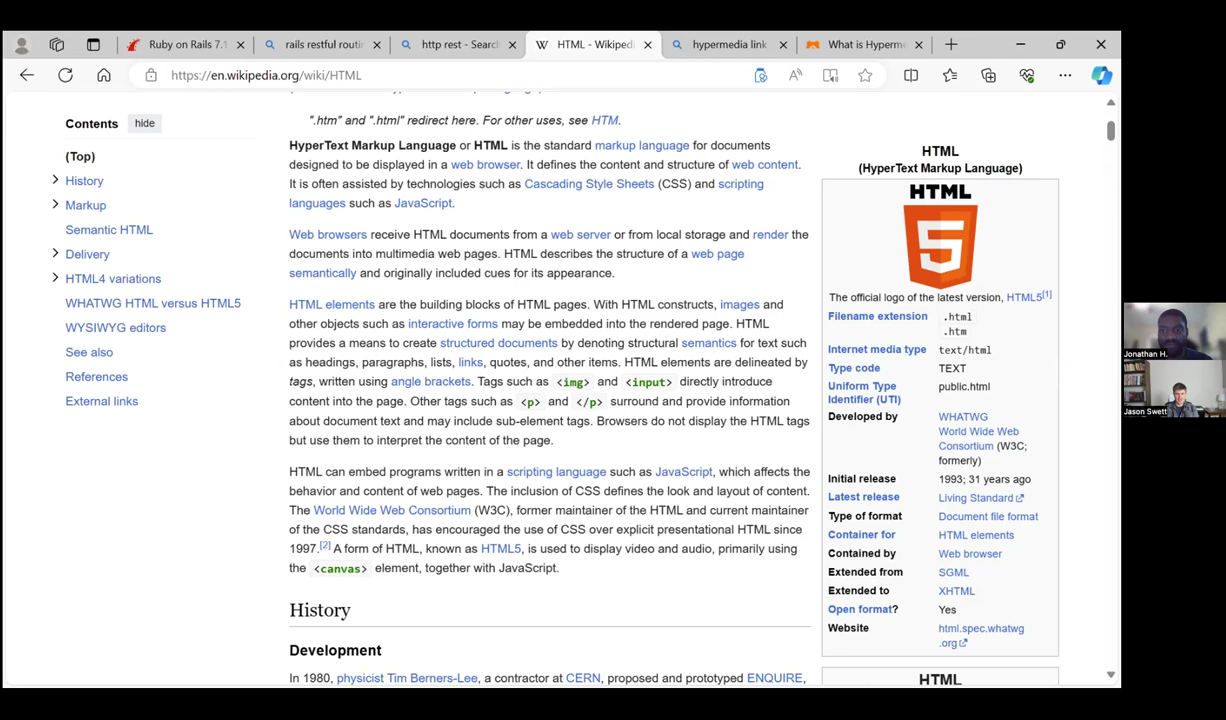 Ruby on Rails 7.1
rails restful routin
http rest - Search
HTML - Wikipedi
hypermedia link
What is Hyperme
https://en.wikipedia.org/wiki/HTML
Contents
hide
(Top)
History
Markup
Semantic HTML
Delivery
HTML4 variations
WHATWG HTML versus HTML5
WYSIWYG editors
See also
References
External links
".htm" and ".html" redirect here. For other uses, see HTM.
HyperText Markup Language or HTML is the standard markup language for documents
designed to be displayed in a web browser. It defines the content and structure of web content.
It is often assisted by technologies such as Cascading Style Sheets (CSS) and scripting
languages such as JavaScript.
Web browsers receive HTML documents from a web server or from local storage and render the
documents into multimedia web pages. HTML describes the structure of a web page
semantically and originally included cues for its appearance.
HTML elements are the building blocks of HTML pages. With HTML constructs, images and
other objects such as interactive forms may be embedded into the rendered page. HTML
provides a means to create structured documents by denoting structural semantics for text such
as headings, paragraphs, lists, links, quotes, and other items. HTML elements are delineated by
tags, written using angle brackets. Tags such as <img> and <input> directly introduce
content into the page. Other tags such as <p> and </p> surround and provide information
about document text and may include sub-element tags. Browsers do not display the HTML tags
but use them to interpret the content of the page.
HTML can embed programs written in a scripting language such as JavaScript, which affects the
behavior and content of web pages. The inclusion of CSS defines the look and layout of content.
The World Wide Web Consortium (W3C), former maintainer of the HTML and current maintainer
of the CSS standards, has encouraged the use of CSS over explicit presentational HTML since
1997.[2] A form of HTML, known as HTML5, is used to display video and audio, primarily using
the <canvas> element, together with JavaScript.
History
Development
In 1980, physicist Tim Berners-Lee, a contractor at CERN, proposed and prototyped ENQUIRE,
HTML
(HyperText Markup Language)
HTML
5
The official logo of the latest version, HTML5[1]
Filename extension .html
.htm
Internet media type text/html
Type code TEXT
Uniform Type public.html
Identifier (UTI)
Developed by WHATWG
World Wide Web
Consortium (W3C;
formerly)
Initial release 1993; 31 years ago
Latest release Living Standard
Type of format Document file format
Container for HTML elements
Contained by Web browser
Extended from SGML
Extended to XHTML
Open format? Yes
Website html.spec.whatwg
.org
HTML
Jonathan H.
Jason Swett